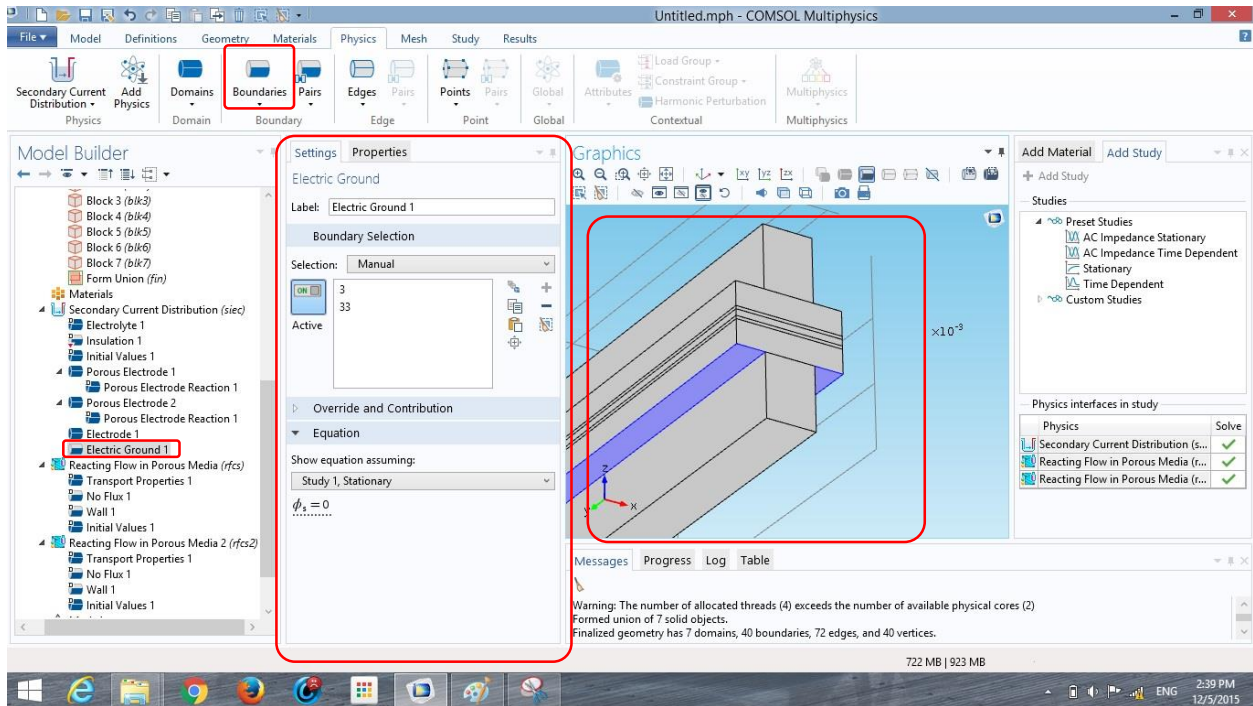 Untitled.mph - COMSOL Multiphysics
File Model Definitions Geometry Materials Physics Mesh Study Results
Secondary Current Distribution
Add Physics
Domains
Boundaries
Pairs
Edges
Pairs
Points
Pairs
Global
Attributes
Load Group
Constraint Group
Harmonic Perturbation
Multiphysics
Physics Domain Boundary Edge Point Global Contextual Multiphysics
Model Builder
Block 3 (blk3)
Block 4 (blk4)
Block 5 (blk5)
Block 6 (blk6)
Block 7 (blk7)
Form Union (fin)
Materials
Secondary Current Distribution (siec)
Electrolyte 1
Insulation 1
Initial Values 1
Porous Electrode 1
Porous Electrode Reaction 1
Porous Electrode 2
Porous Electrode Reaction 1
Electrode 1
Electric Ground 1
Reacting Flow in Porous Media (rfcs)
Transport Properties 1
No Flux 1
Wall 1
Initial Values 1
Reacting Flow in Porous Media 2 (rfcs2)
Transport Properties 1
No Flux 1
Wall 1
Initial Values 1
Settings Properties
Electric Ground
Label: Electric Ground 1
Boundary Selection
Selection: Manual
ON
Active
3
33
Override and Contribution
Equation
Show equation assuming:
Study 1, Stationary
ϕs = 0
Graphics
xy yz zx
×10⁻³
z
y x
Messages Progress Log Table
Warning: The number of allocated threads (4) exceeds the number of available physical cores (2)
Formed union of 7 solid objects.
Finalized geometry has 7 domains, 40 boundaries, 72 edges, and 40 vertices.
Add Material Add Study
Add Study
Studies
Preset Studies
AC Impedance Stationary
AC Impedance Time Dependent
Stationary
Time Dependent
Custom Studies
Physics interfaces in study
Physics Solve
Secondary Current Distribution (s...
Reacting Flow in Porous Media (r...
Reacting Flow in Porous Media (r...
722 MB | 923 MB
ENG
2:39 PM
12/5/2015